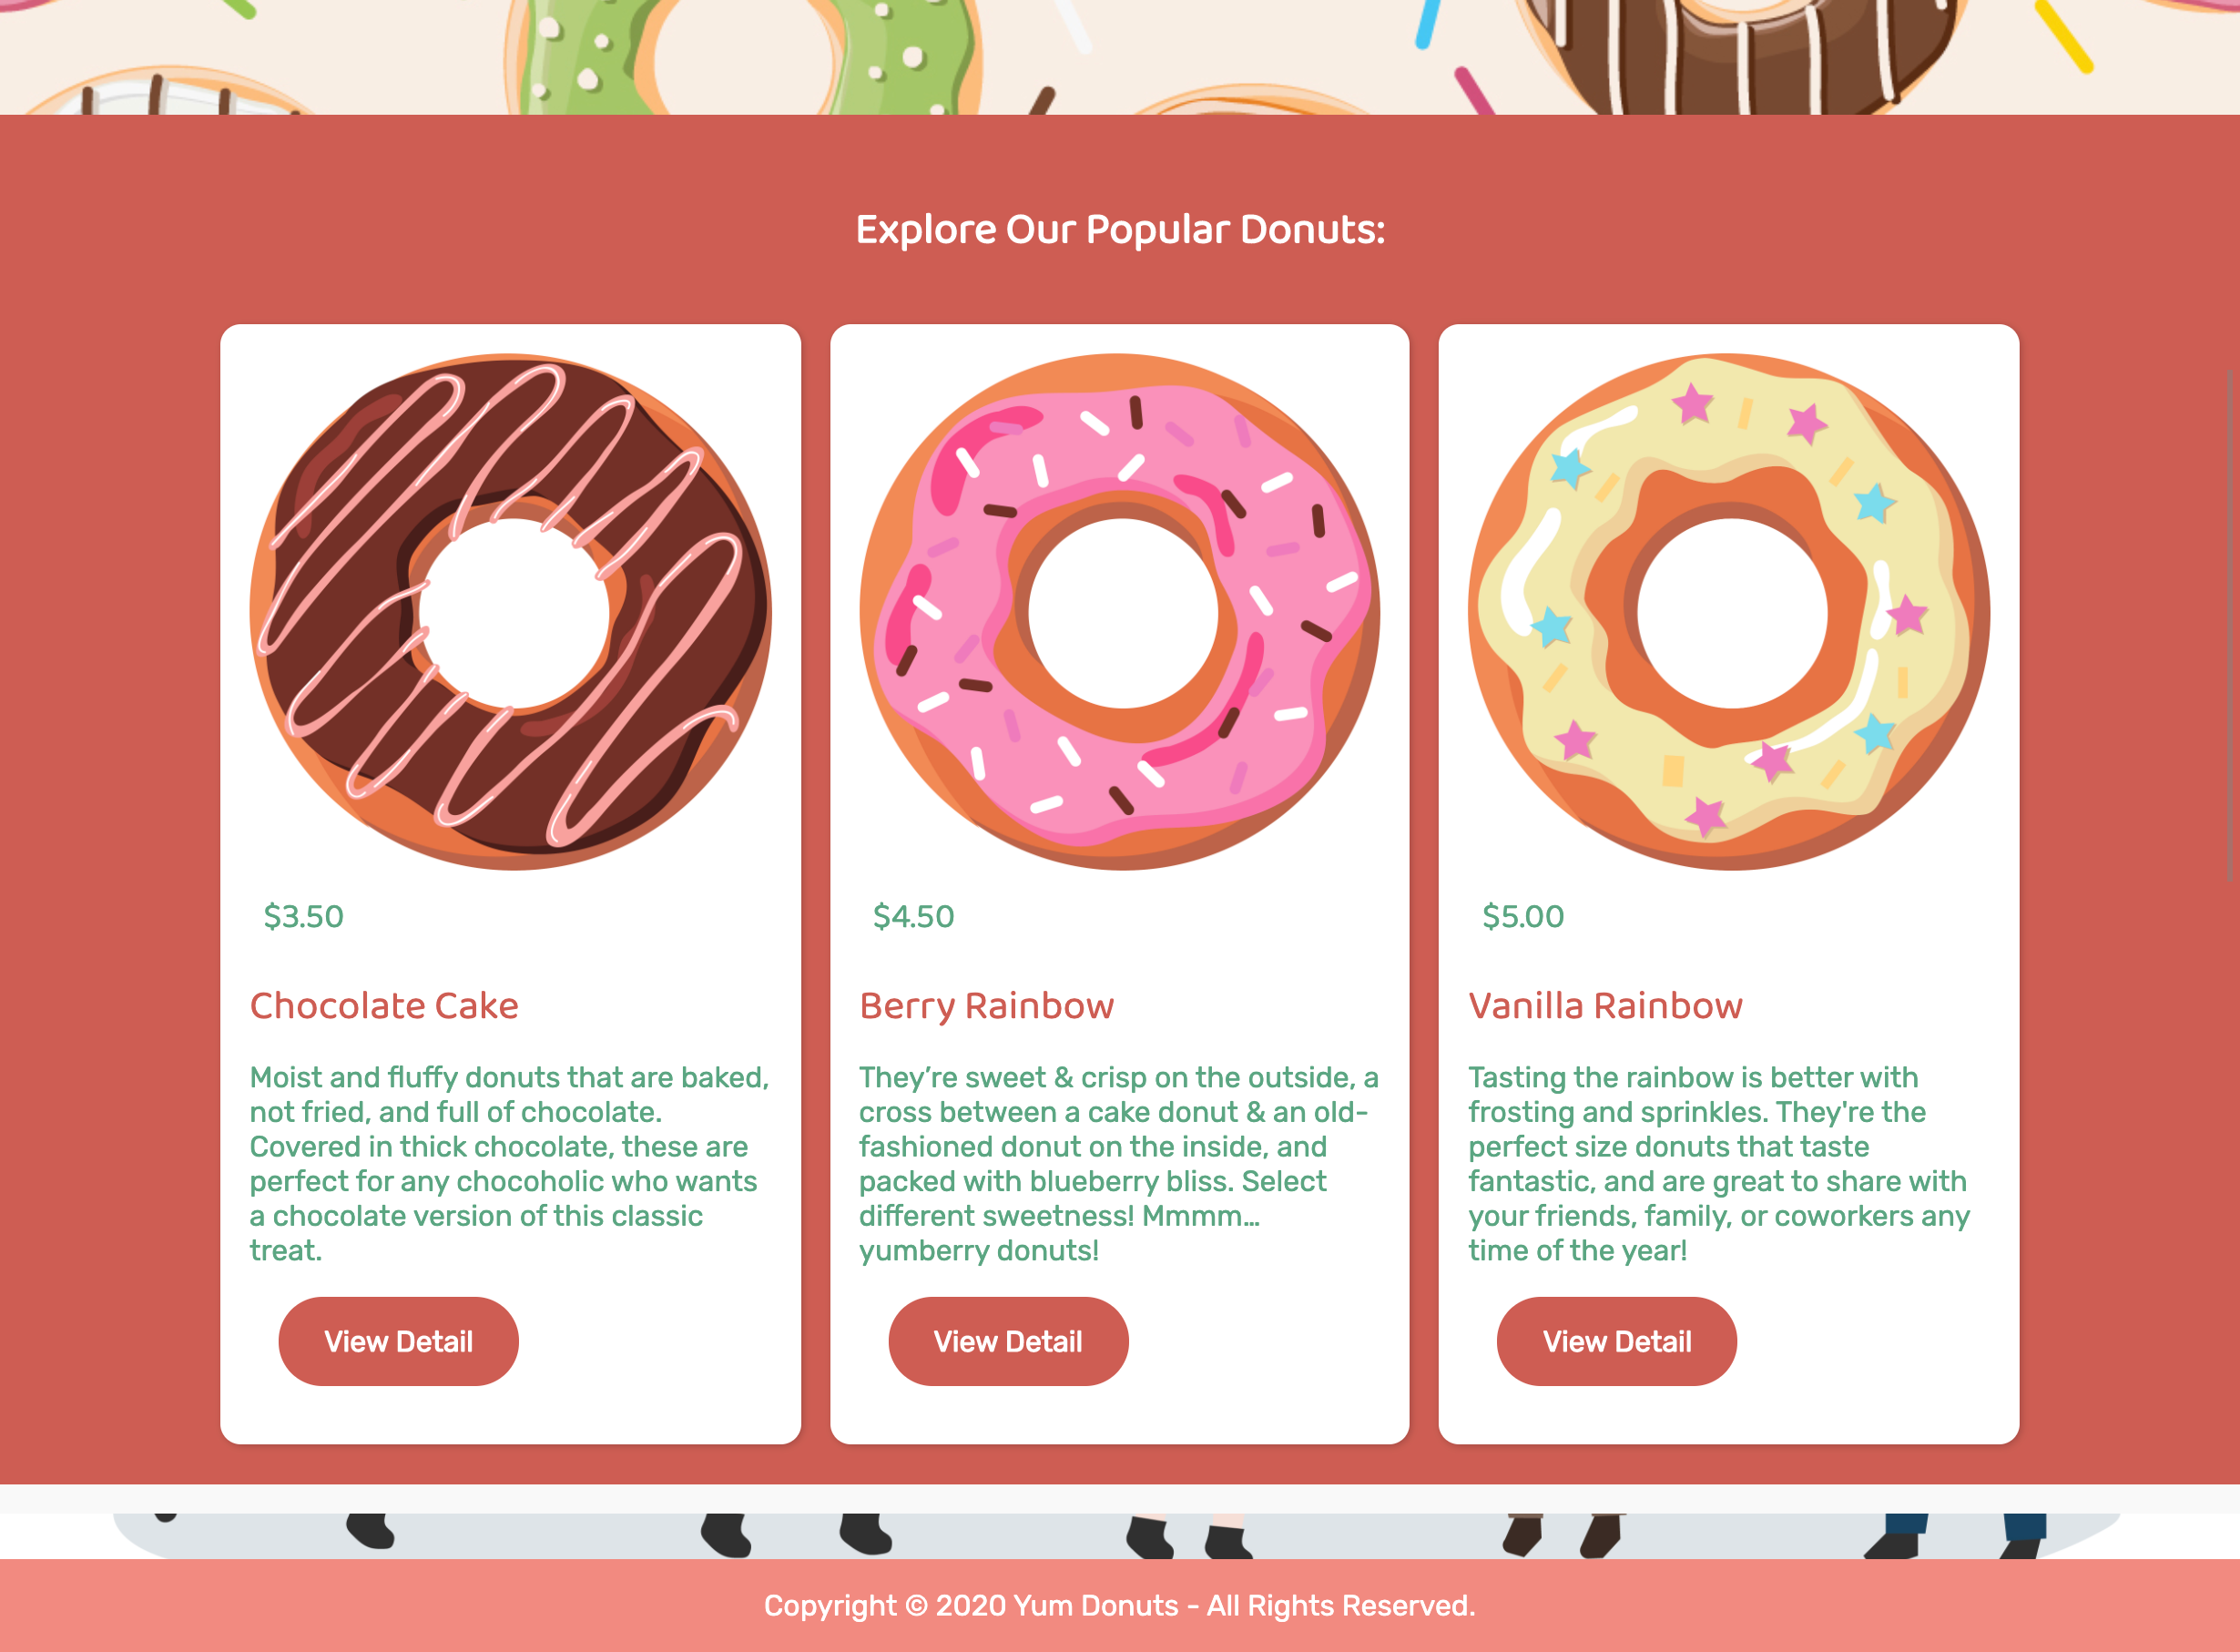 Explore Our Popular Donuts:
$3.50
Chocolate Cake
Moist and fluffy donuts that are baked,
not fried, and full of chocolate.
Covered in thick chocolate, these are
perfect for any chocoholic who wants
a chocolate version of this classic
treat.
View Detail
$4.50
Berry Rainbow
They’re sweet & crisp on the outside, a
cross between a cake donut & an old-
fashioned donut on the inside, and
packed with blueberry bliss. Select
different sweetness! Mmmm...
yumberry donuts!
View Detail
$5.00
Vanilla Rainbow
Tasting the rainbow is better with
frosting and sprinkles. They're the
perfect size donuts that taste
fantastic, and are great to share with
your friends, family, or coworkers any
time of the year!
View Detail
Copyright © 2020 Yum Donuts - All Rights Reserved.